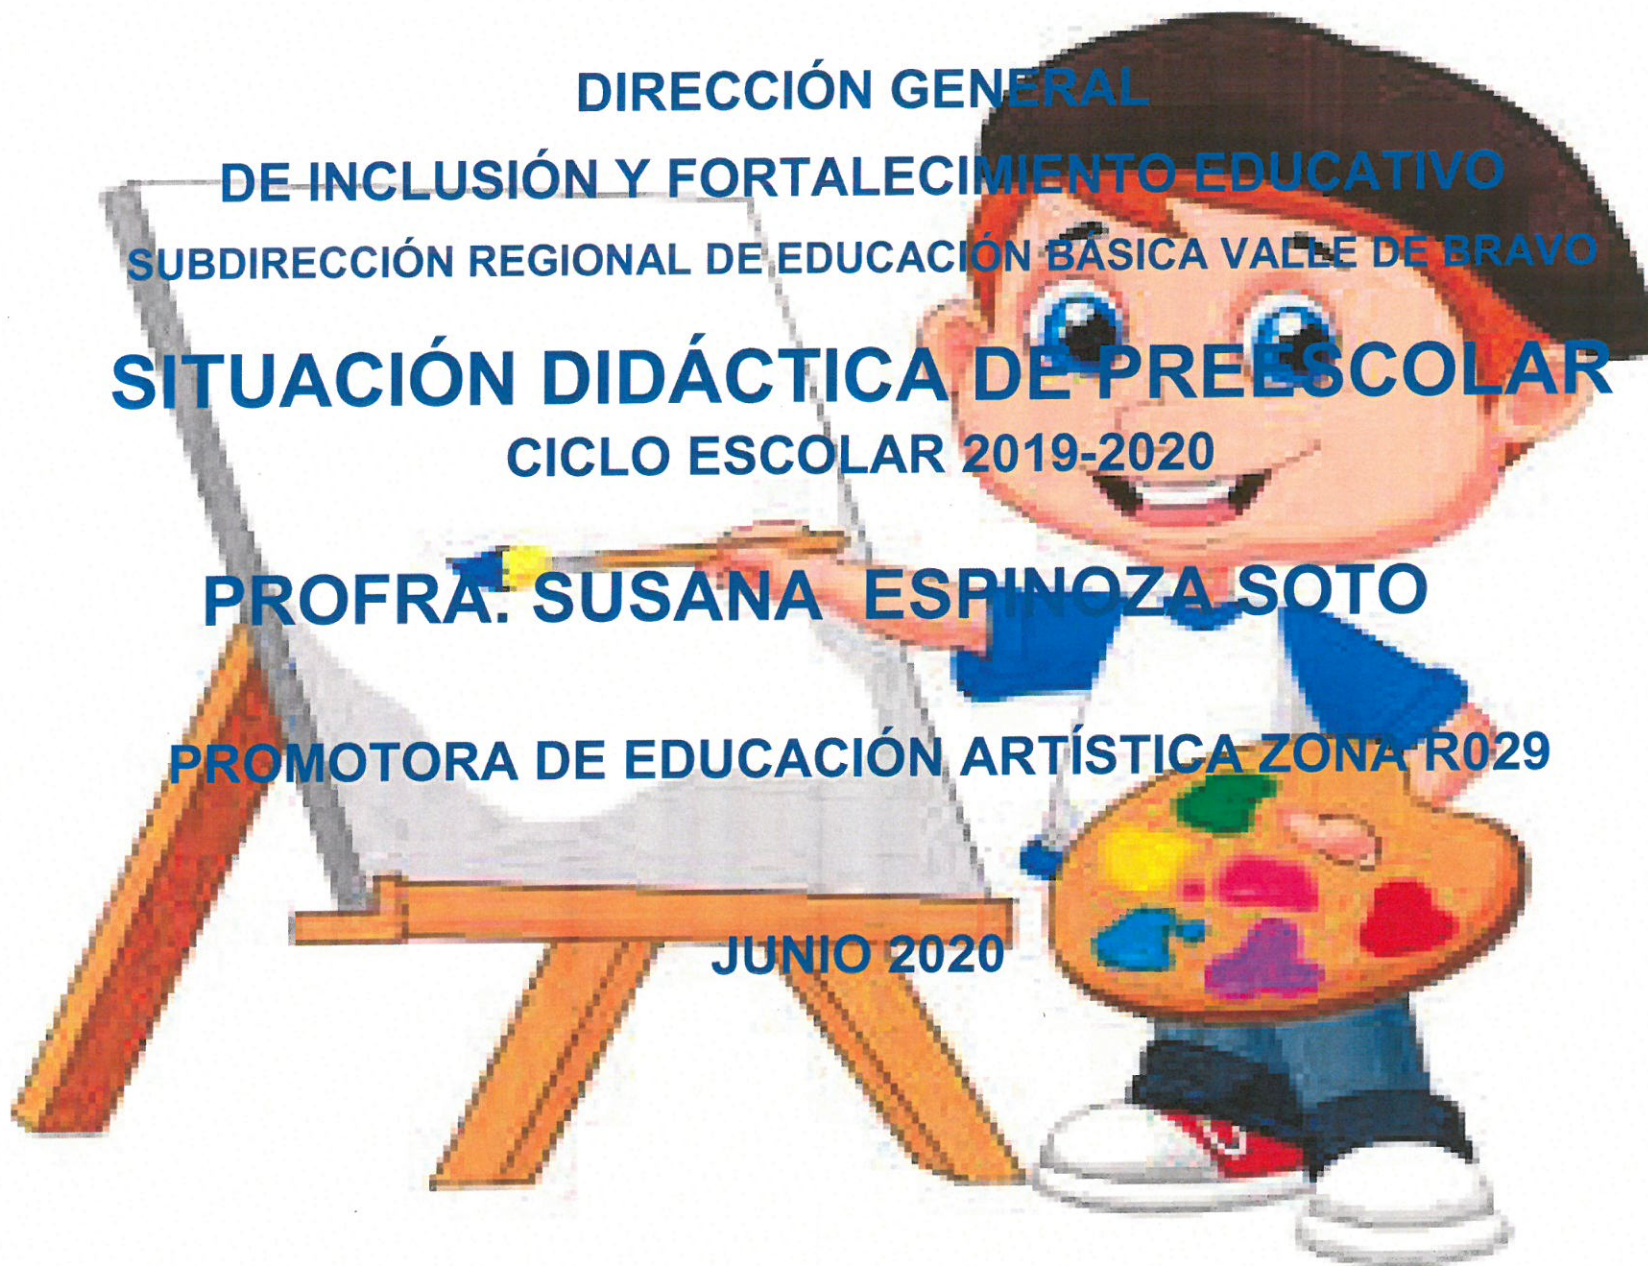 DIRECCIÓN GENERAL
DE INCLUSIÓN Y FORTALECIMIENTO EDUCATIVO
SUBDIRECCIÓN REGIONAL DE EDUCACIÓN BÁSICA VALLE DE BRAVO
SITUACIÓN DIDÁCTICA DE PREESCOLAR
CICLO ESCOLAR 2019-2020
PROFRA. SUSANA ESPINOZA SOTO
PROMOTORA DE EDUCACIÓN ARTÍSTICA ZONA R029
JUNIO 2020